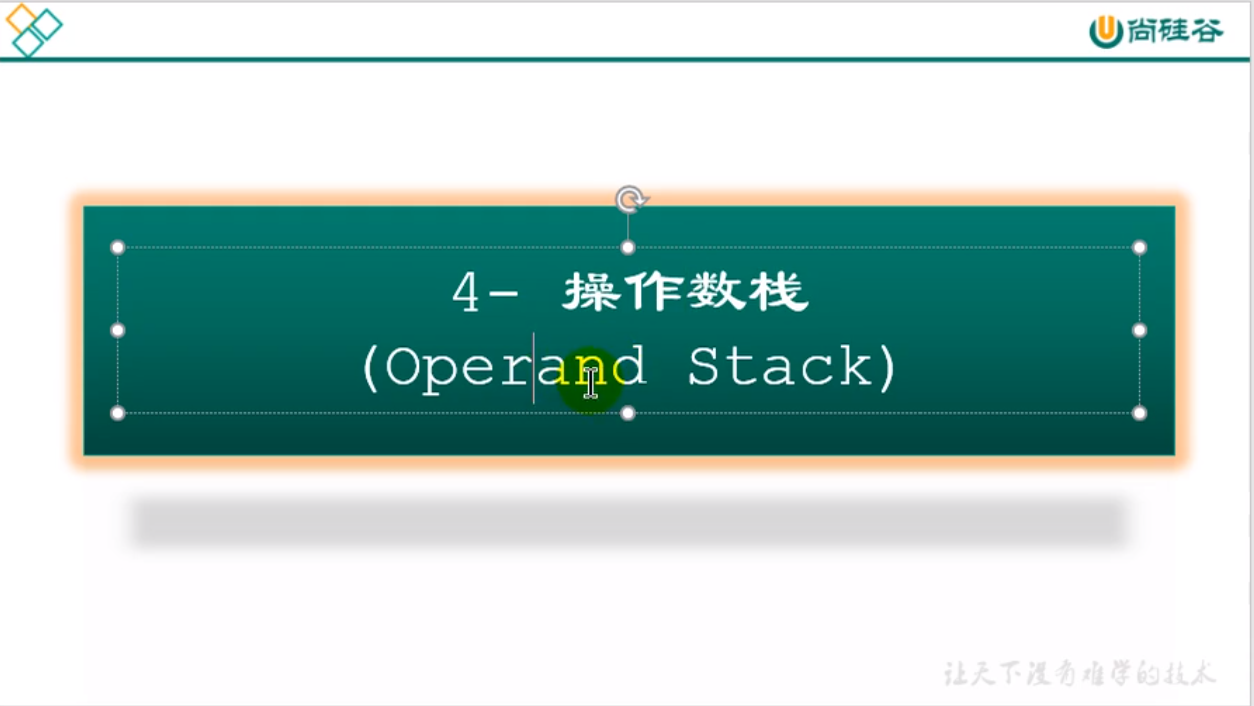 尚硅谷
4- 操作数栈
(Operand Stack)
让天下没有难学的技术